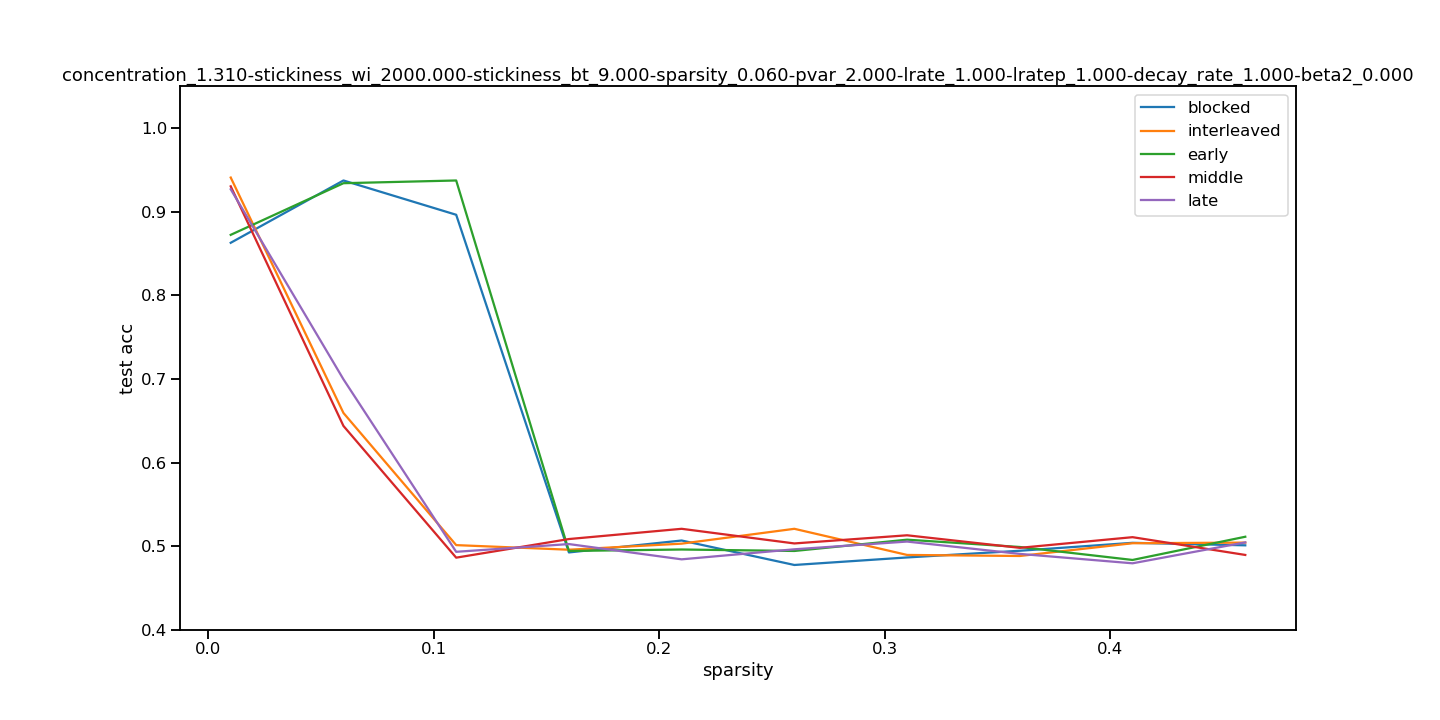 concentration_1.310-stickiness_wi_2000.000-stickiness_bt_9.000-sparsity_0.060-pvar_2.000-lrate_1.000-lratep_1.000-decay_rate_1.000-beta2_0.000
blocked
interleaved
early
middle
late
test acc
1.0
0.9
0.8
0.7
0.6
0.5
0.4
0.0 0.1 0.2 0.3 0.4
sparsity